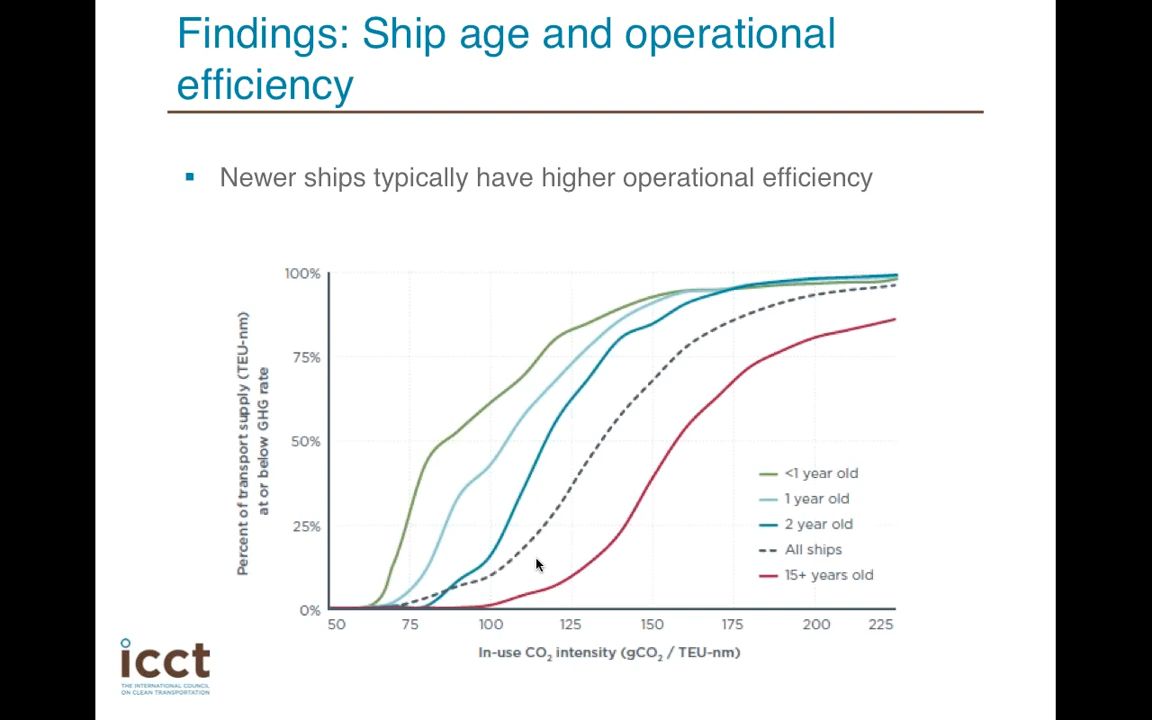 Findings: Ship age and operational
efficiency
▪ Newer ships typically have higher operational efficiency
Percent of transport supply (TEU-nm)
at or below GHG rate
100%
75%
50%
25%
0%
<1 year old
1 year old
2 year old
All ships
15+ years old
50 75 100 125 150 175 200 225
In-use CO₂ intensity (gCO₂ / TEU-nm)
icct
THE INTERNATIONAL COUNCIL
ON CLEAN TRANSPORTATION